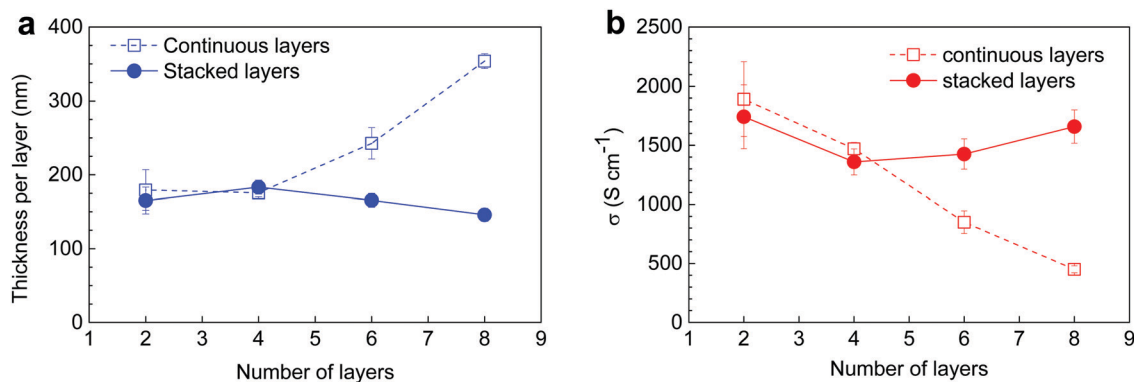 a
400
Continuous layers
Stacked layers
300
200
100
0
Thickness per layer (nm)
1 2 3 4 5 6 7 8 9
Number of layers
b
2500
continuous layers
stacked layers
2000
1500
1000
500
0
σ (S cm⁻¹)
1 2 3 4 5 6 7 8 9
Number of layers